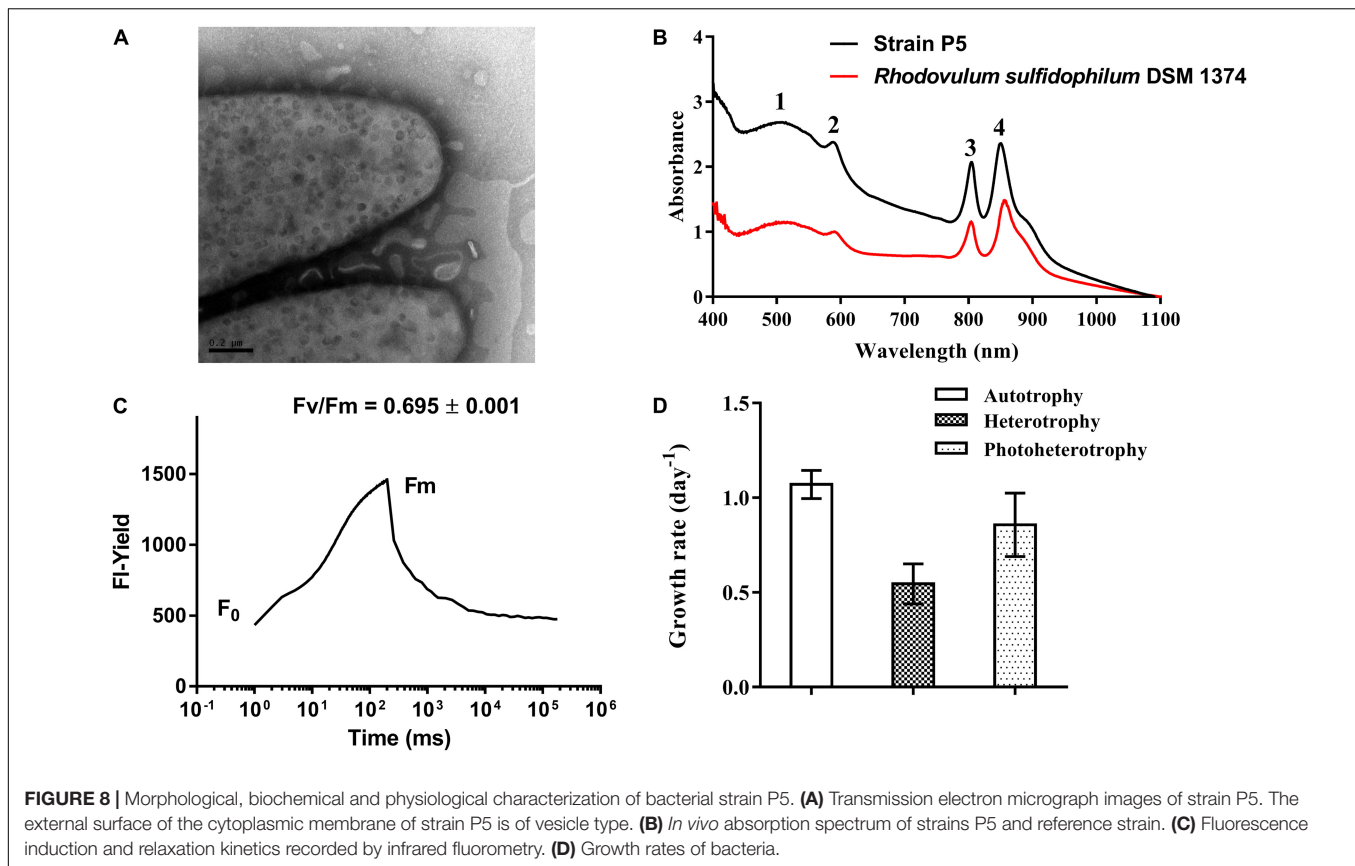 A
0.2 μm
B
Strain P5
Rhodovulum sulfidophilum DSM 1374
Absorbance
4
3
2
1
0
1
2
3
4
400 500 600 700 800 900 1000 1100
Wavelength (nm)
C
Fv/Fm = 0.695 ± 0.001
Fl-Yield
1500
1000
500
0
F0
Fm
10-1 100 101 102 103 104 105 106
Time (ms)
D
Autotrophy
Heterotrophy
Photoheterotrophy
Growth rate (day-1)
1.5
1.0
0.5
0.0
FIGURE 8 | Morphological, biochemical and physiological characterization of bacterial strain P5. (A) Transmission electron micrograph images of strain P5. The
external surface of the cytoplasmic membrane of strain P5 is of vesicle type. (B) In vivo absorption spectrum of strains P5 and reference strain. (C) Fluorescence
induction and relaxation kinetics recorded by infrared fluorometry. (D) Growth rates of bacteria.